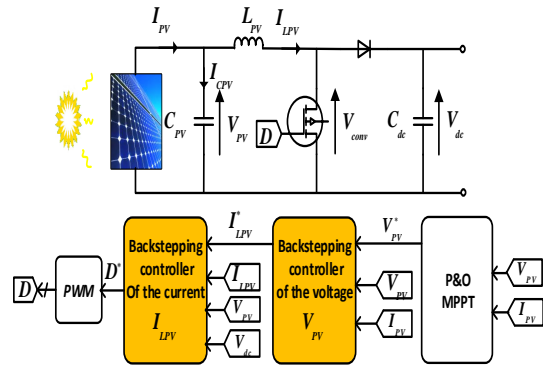 I_PV
L_PV
I_LPV
I_CPV
C_PV
V_PV
D
V_conv
C_dc
V_dc
I*_LPV
V*_PV
Backstepping
controller
Of the current
I_LPV
Backstepping
controller
of the voltage
V_PV
P&O
MPPT
D
PWM
D*
I_LPV
V_PV
V_dc
V_PV
I_PV
V_PV
I_PV